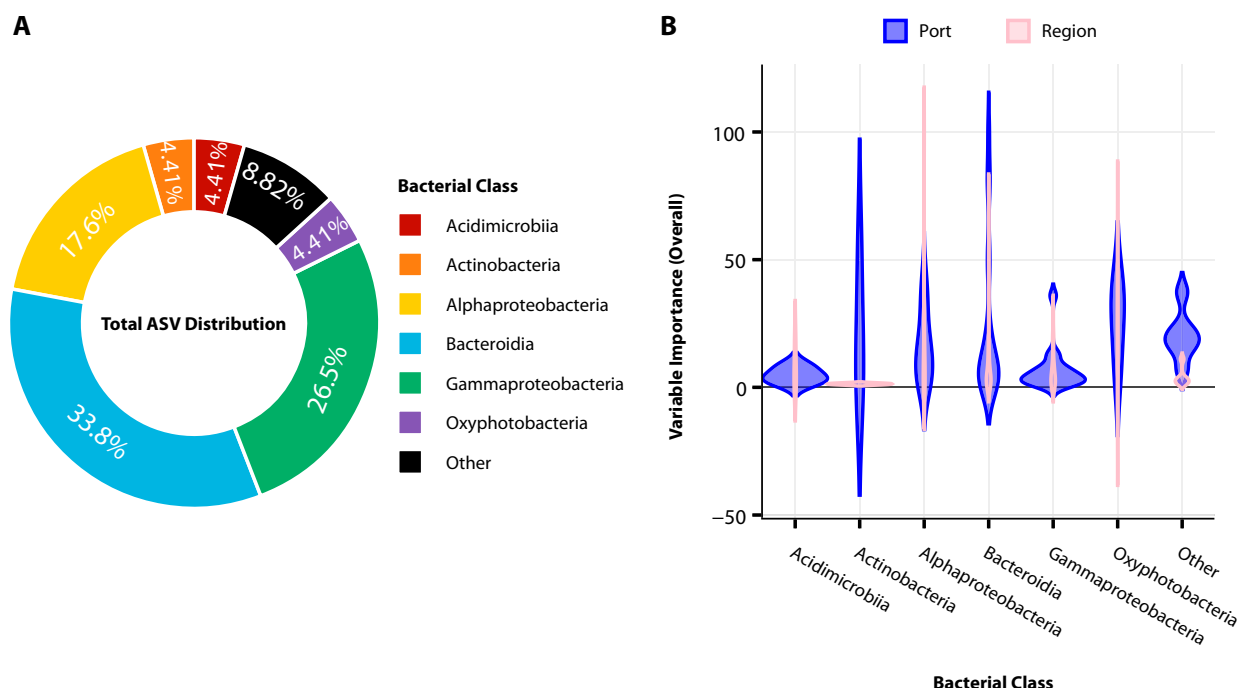 A
4.41%
4.41%
8.82%
4.41%
17.6%
26.5%
33.8%
Total ASV Distribution
Bacterial Class
Acidimicrobiia
Actinobacteria
Alphaproteobacteria
Bacteroidia
Gammaproteobacteria
Oxyphotobacteria
Other
B
Port
Region
Variable Importance (Overall)
100
50
0
−50
Acidimicrobiia
Actinobacteria
Alphaproteobacteria
Bacteroidia
Gammaproteobacteria
Oxyphotobacteria
Other
Bacterial Class